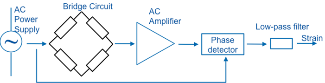 AC
Power
Supply
Bridge Circuit
AC
Amplifier
Phase
detector
Low-pass filter
Strain
~